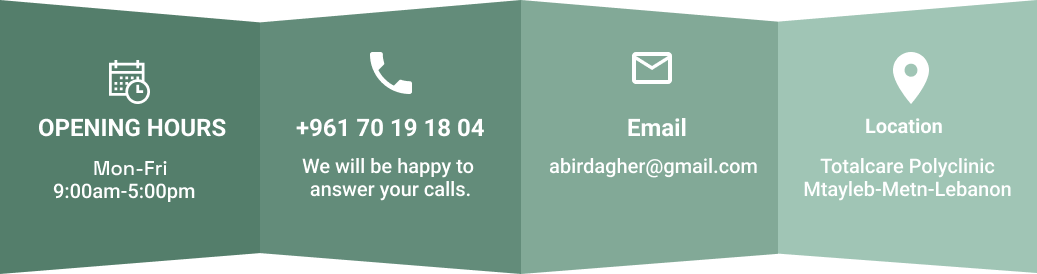 OPENING HOURS
Mon-Fri
9:00am-5:00pm
+961 70 19 18 04
We will be happy to
answer your calls.
Email
abirdagher@gmail.com
Location
Totalcare Polyclinic
Mtayleb-Metn-Lebanon